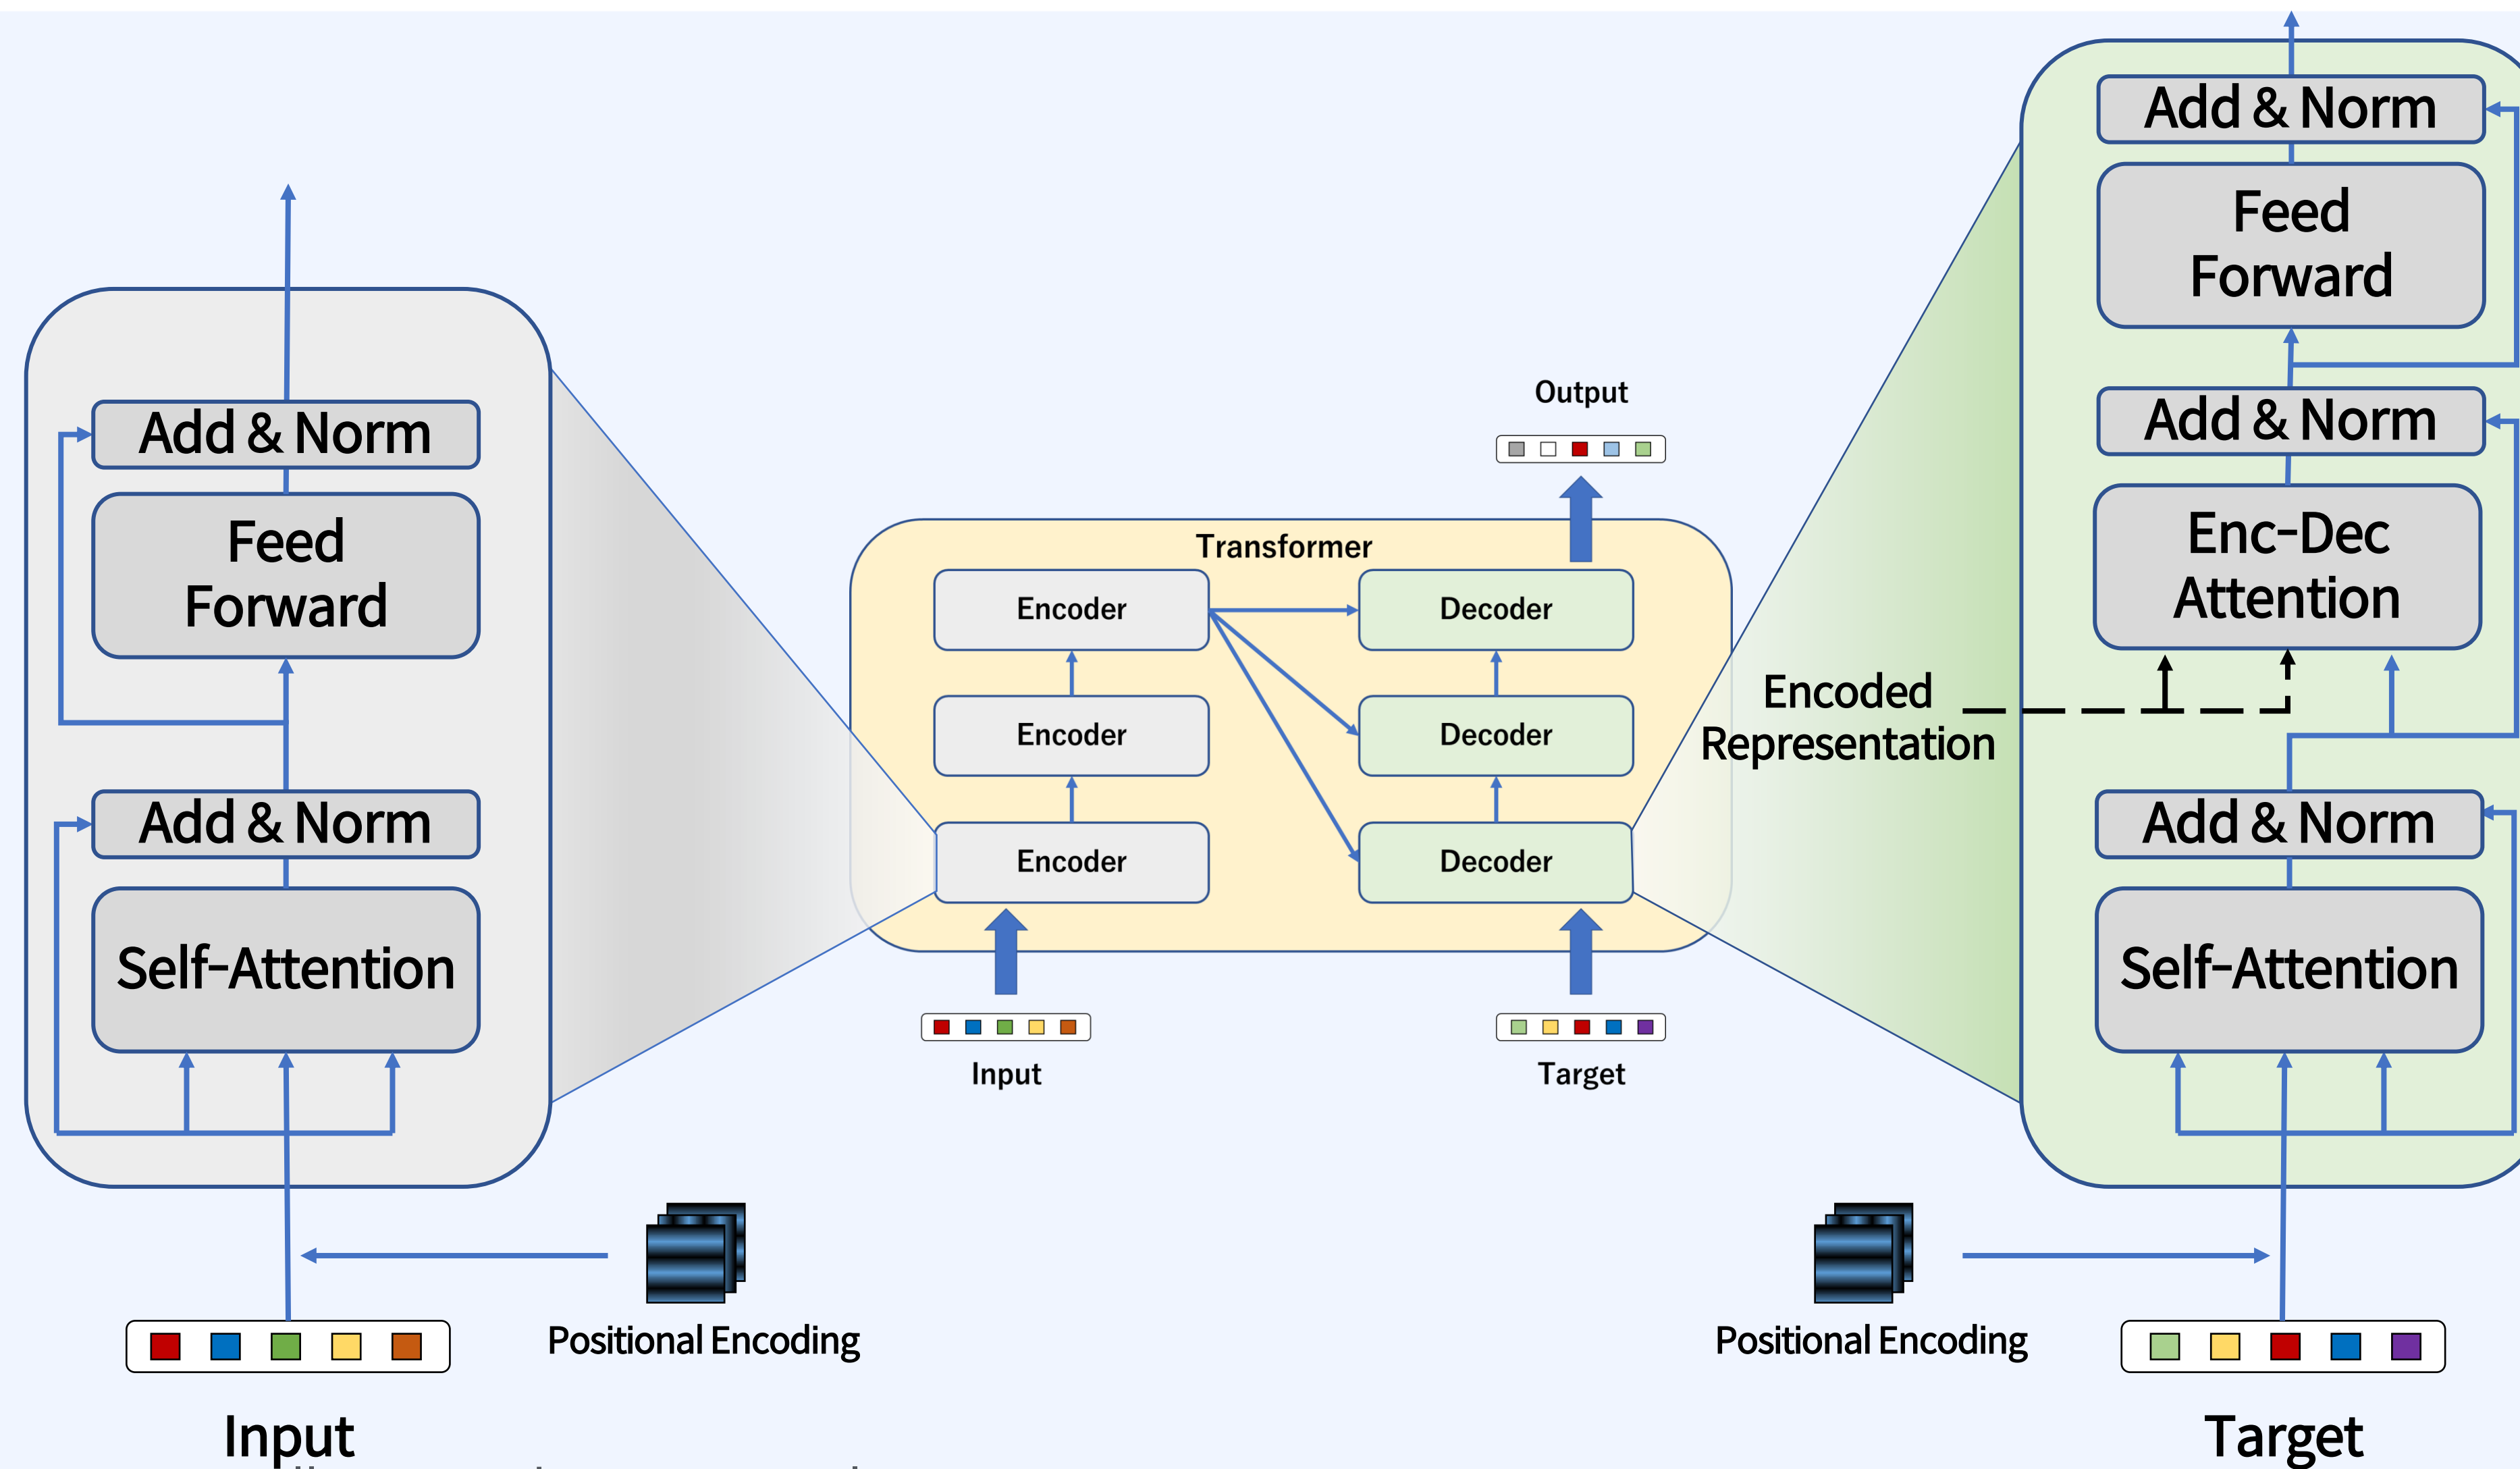 Add & Norm
Feed
Forward
Add & Norm
Self-Attention
Positional Encoding
Input
Output
Transformer
Encoder
Decoder
Encoder
Decoder
Encoder
Decoder
Input
Target
Add & Norm
Feed
Forward
Add & Norm
Enc-Dec
Attention
Encoded
Representation
Add & Norm
Self-Attention
Positional Encoding
Target